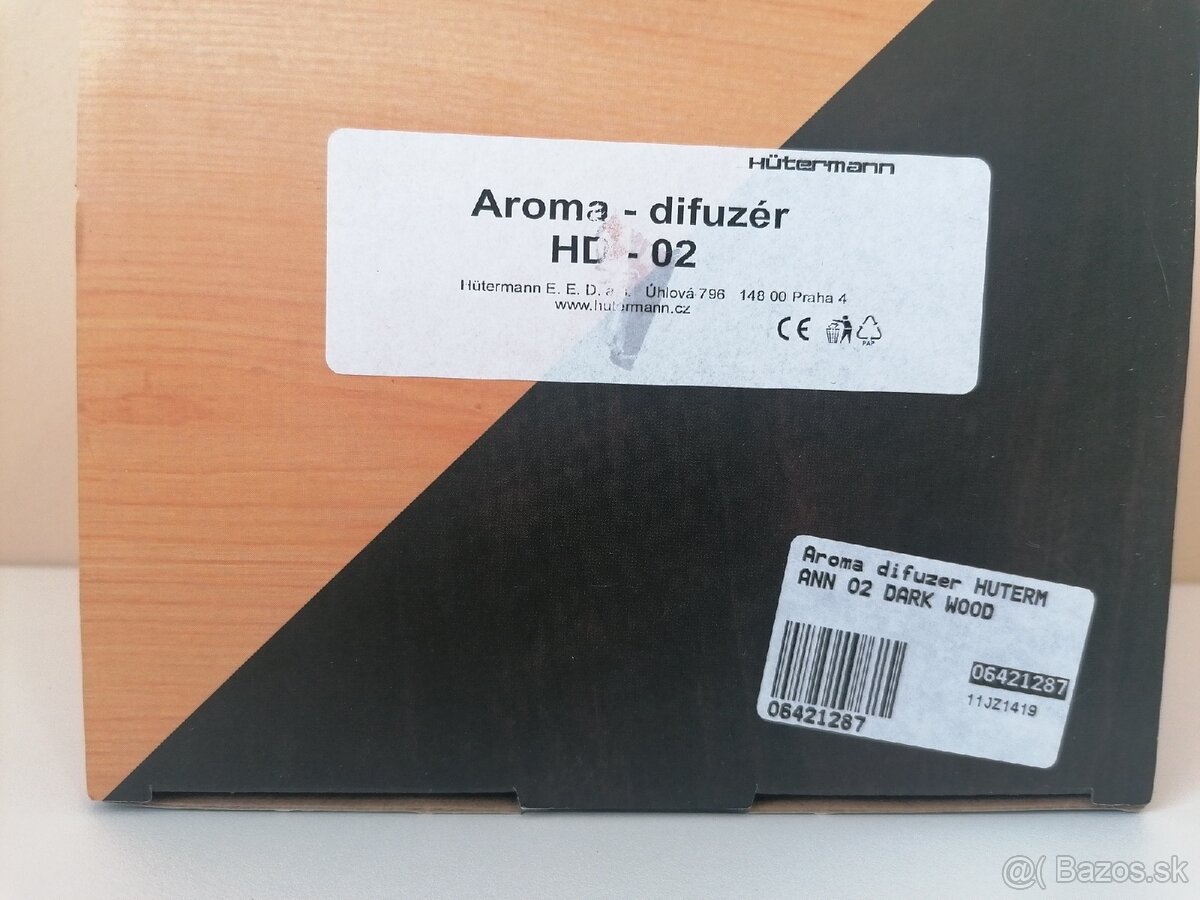 Hütermann
Aroma - difuzér
HD - 02
Hütermann E. E. D. Úhlová 796 148 00 Praha 4
www.hutermann.cz
CE
PAP
Aroma difuzer HUTERM
ANN 02 DARK WOOD
06421287
06421287
11JZ1419
@( Bazos.sk